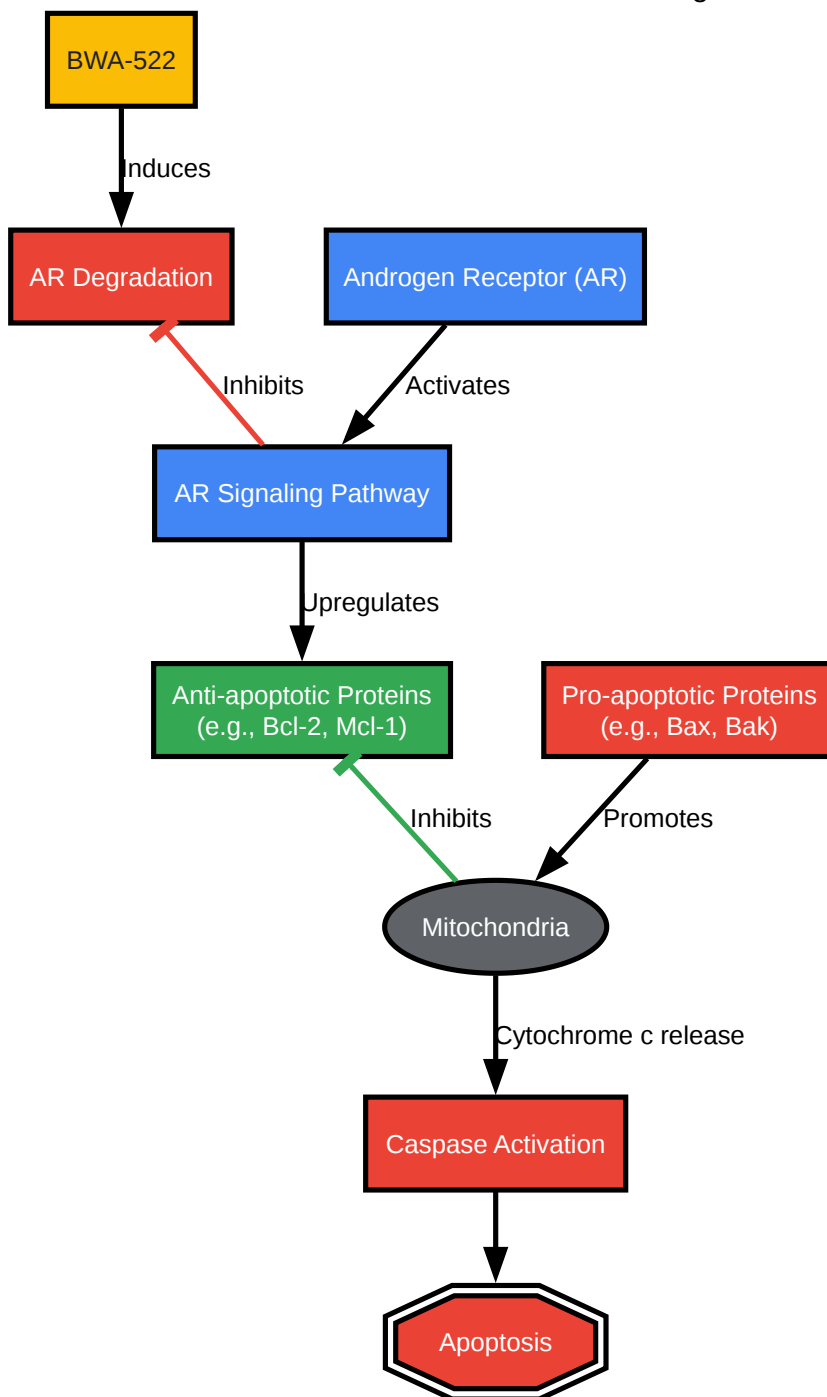 BWA-522
Induces
AR Degradation
Androgen Receptor (AR)
Inhibits
Activates
AR Signaling Pathway
Upregulates
Anti-apoptotic Proteins
(e.g., Bcl-2, Mcl-1)
Pro-apoptotic Proteins
(e.g., Bax, Bak)
Inhibits
Promotes
Mitochondria
Cytochrome c release
Caspase Activation
Apoptosis